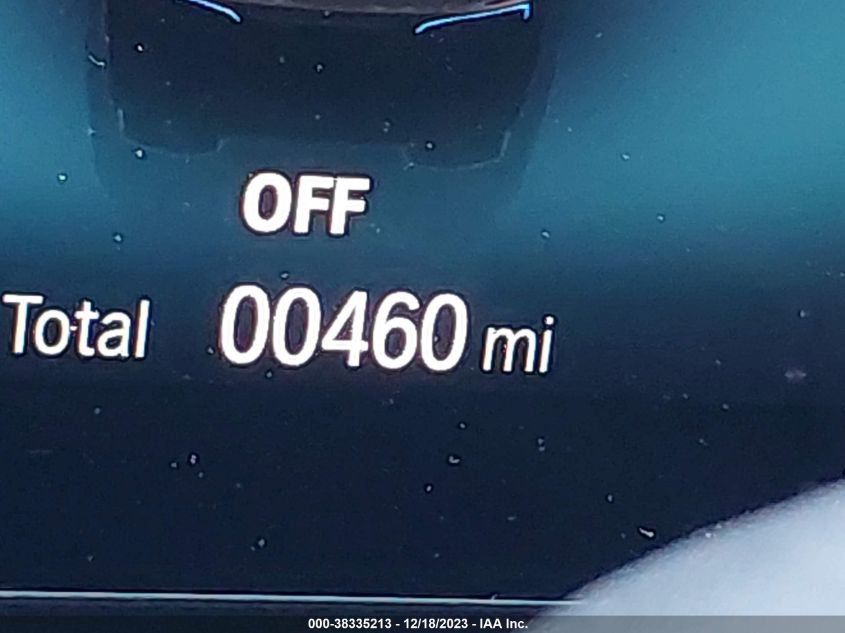 OFF
Total 00460 mi
000-38335213 - 12/18/2023 - IAA Inc.